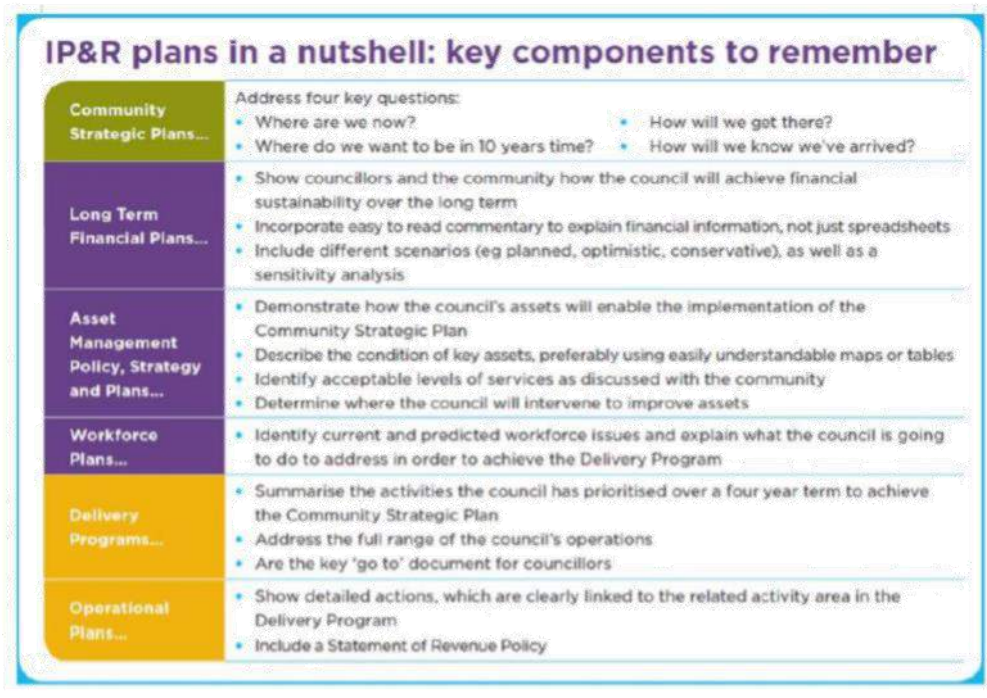 IP&R plans in a nutshell: key components to remember
Community
Strategic Plans...
Address four key questions:
• Where are we now?
• How will we get there?
• Where do we want to be in 10 years time?
• How will we know we've arrived?
Long Term
Financial Plans...
• Show councillors and the community how the council will achieve financial
sustainability over the long term
• Incorporate easy to read commentary to explain financial information, not just spreadsheets
• Include different scenarios (eg planned, optimistic, conservative), as well as a
sensitivity analysis
Asset
Management
Policy, Strategy
and Plans...
• Demonstrate how the council's assets will enable the implementation of the
Community Strategic Plan
• Describe the condition of key assets, preferably using easily understandable maps or tables
• Identify acceptable levels of services as discussed with the community
• Determine where the council will intervene to improve assets
Workforce
Plans...
• Identify current and predicted workforce issues and explain what the council is going
to do to address in order to achieve the Delivery Program
Delivery
Programs...
• Summarise the activities the council has prioritised over a four year term to achieve
the Community Strategic Plan
• Address the full range of the council's operations
• Are the key 'go to' document for councillors
Operational
Plans...
• Show detailed actions, which are clearly linked to the related activity area in the
Delivery Program
• Include a Statement of Revenue Policy